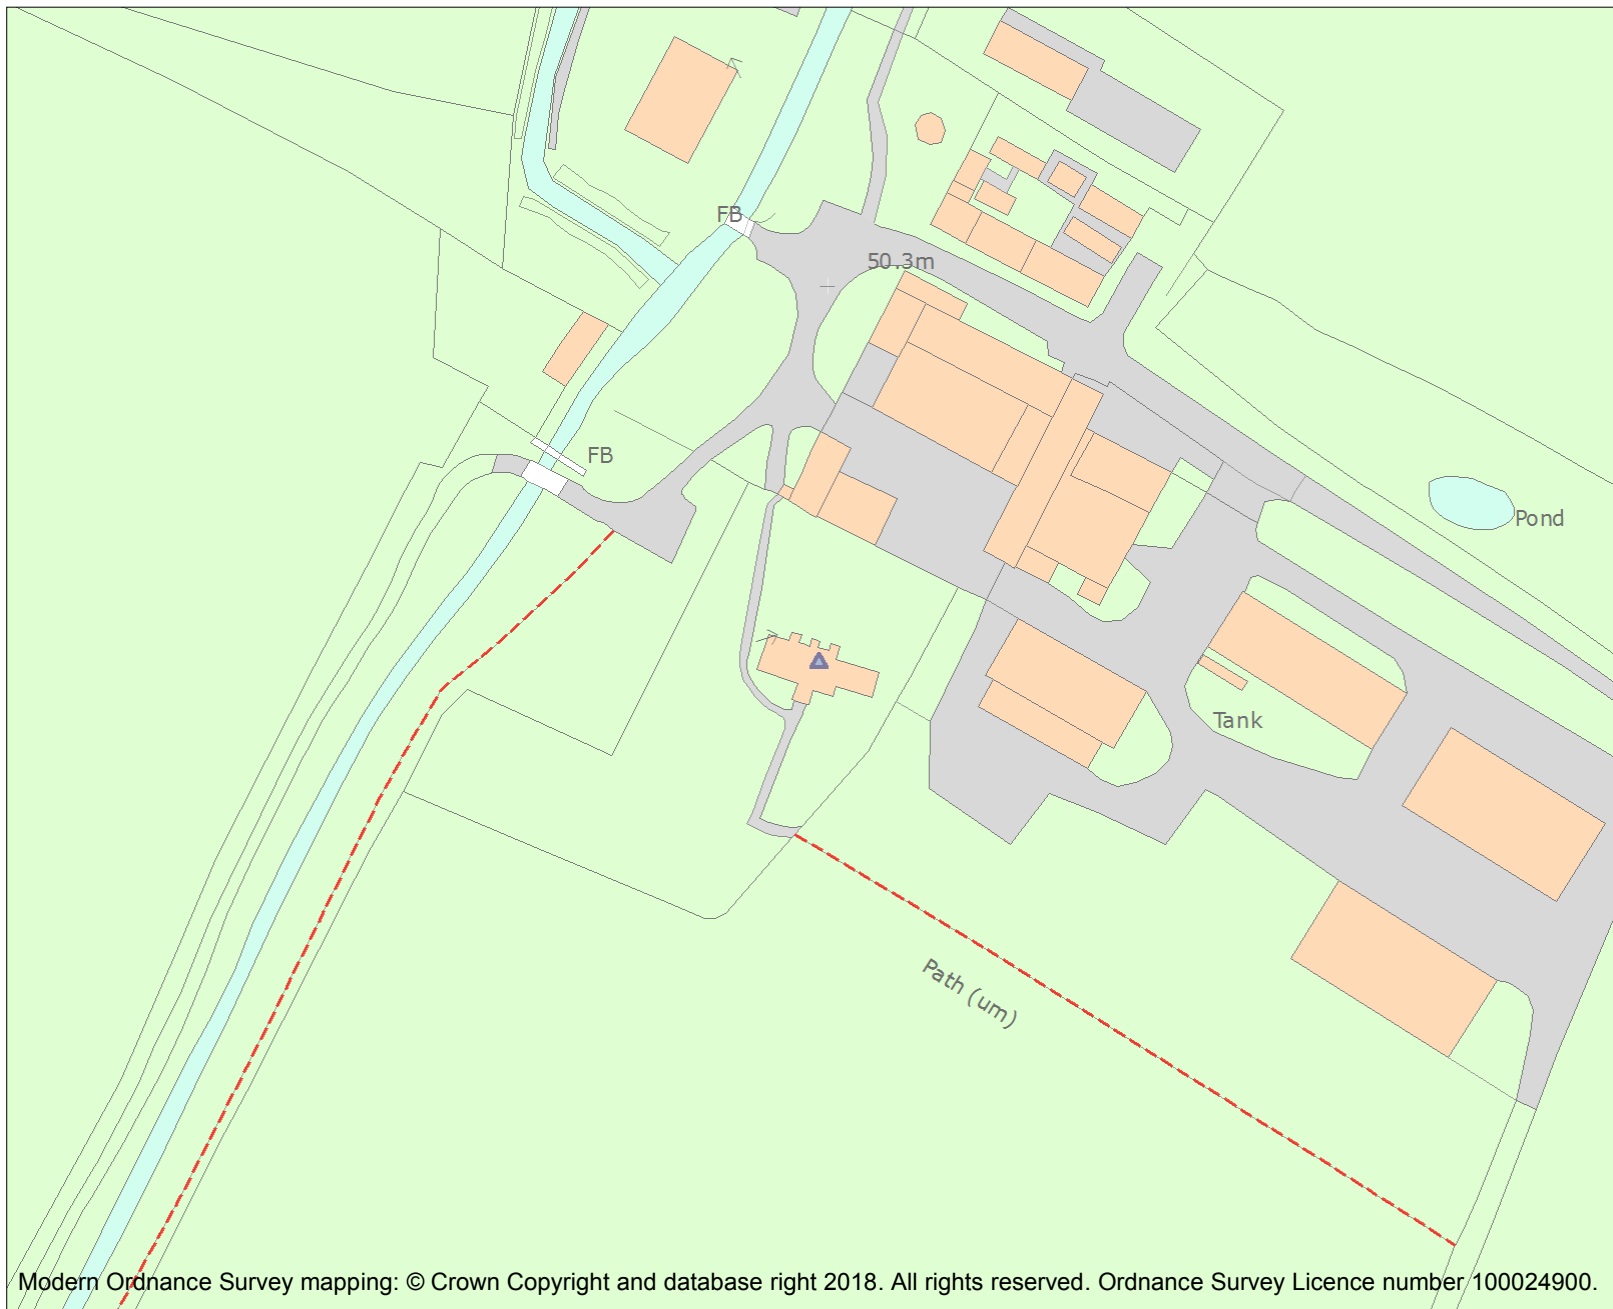 FB
50.3m
FB
Pond
Tank
Path (um)
Modern Ordnance Survey mapping: © Crown Copyright and database right 2018. All rights reserved. Ordnance Survey Licence number 100024900.